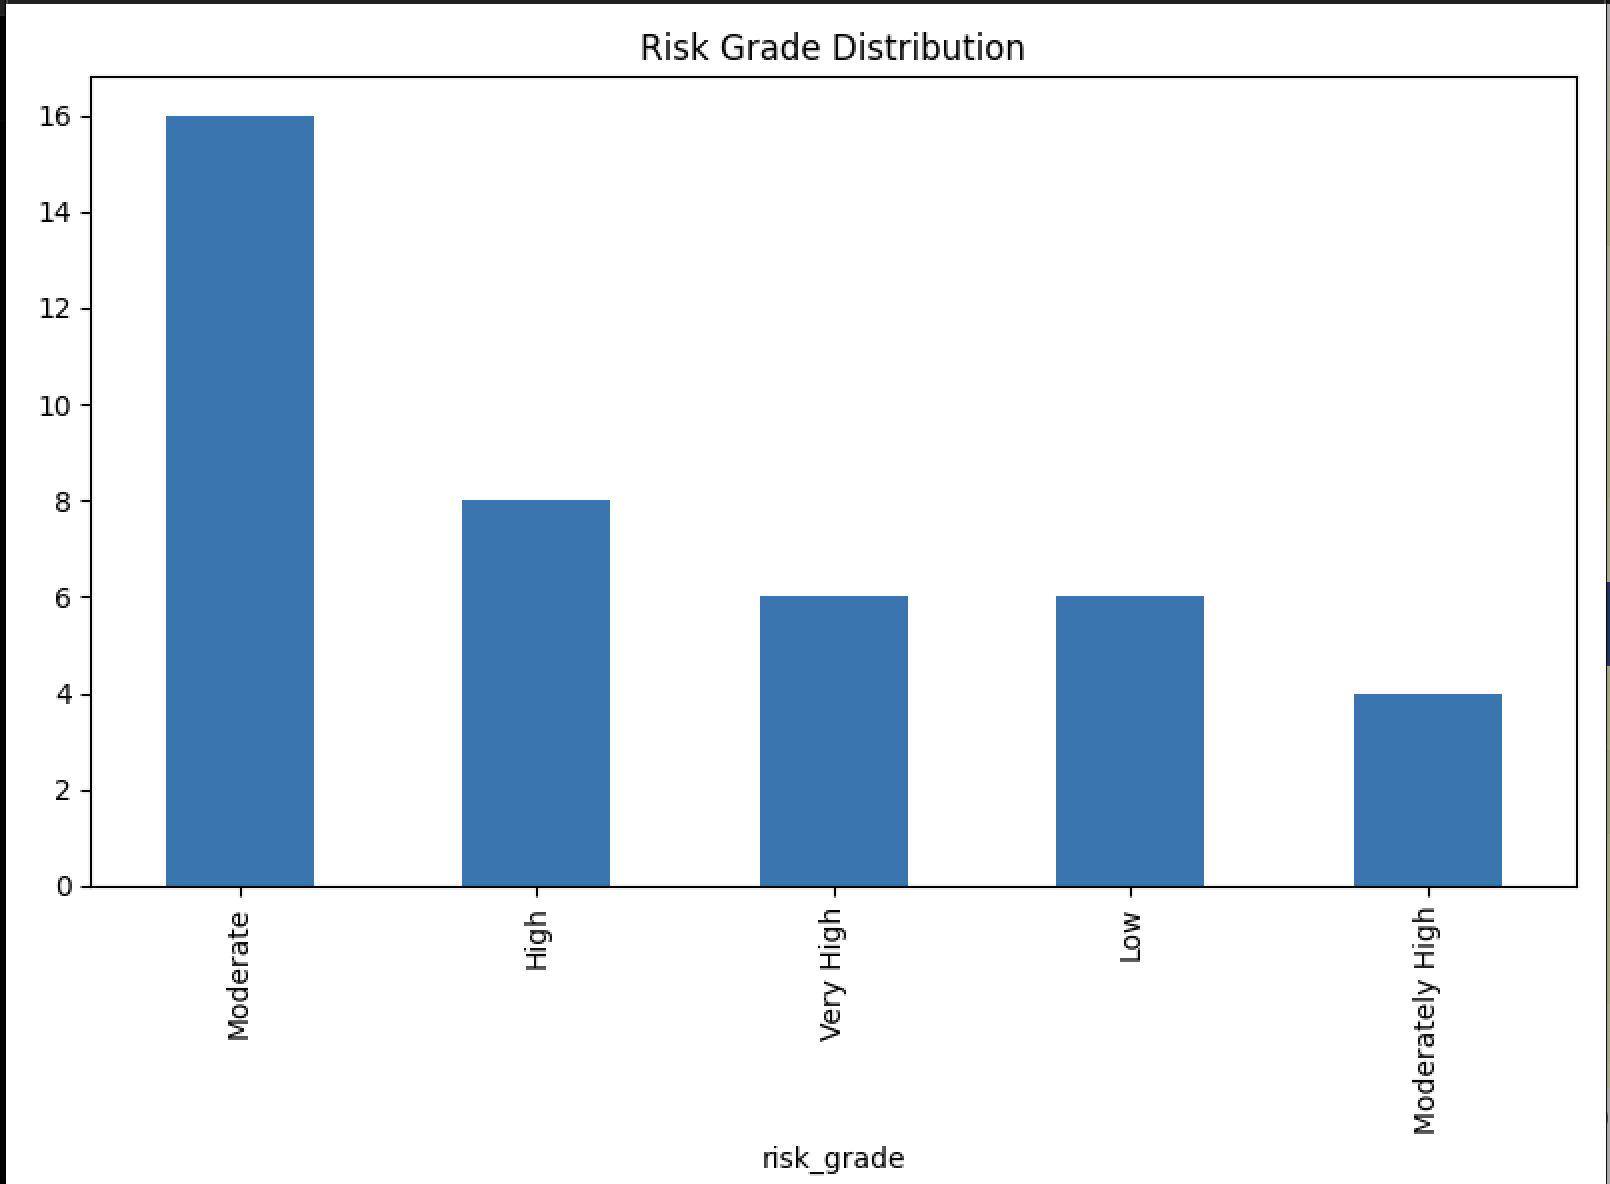 Risk Grade Distribution
16
14
12
10
8
6
4
2
0
Moderate
High
Very High
Low
Moderately High
risk_grade